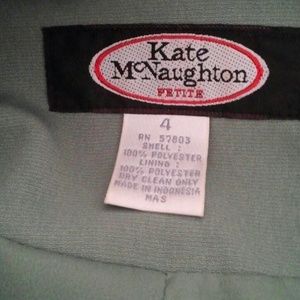 Kate
McNaughton
PETITE
4
RN 57803
SHELL :
100% POLYESTER
LINING :
100% POLYESTER
DRY CLEAN ONLY
MADE IN INDONESIA
MAS